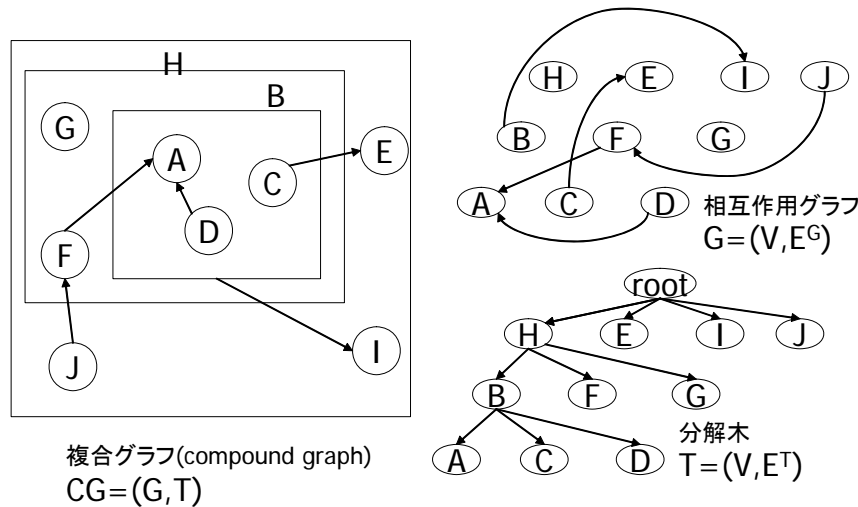 H
B
G
A
C
E
D
F
J
I
複合グラフ(compound graph)
CG=(G,T)
H E I J
B F G
A C D
相互作用グラフ
G=(V,E^G)
root
H E I J
B F G
A C D
分解木
T=(V,E^T)